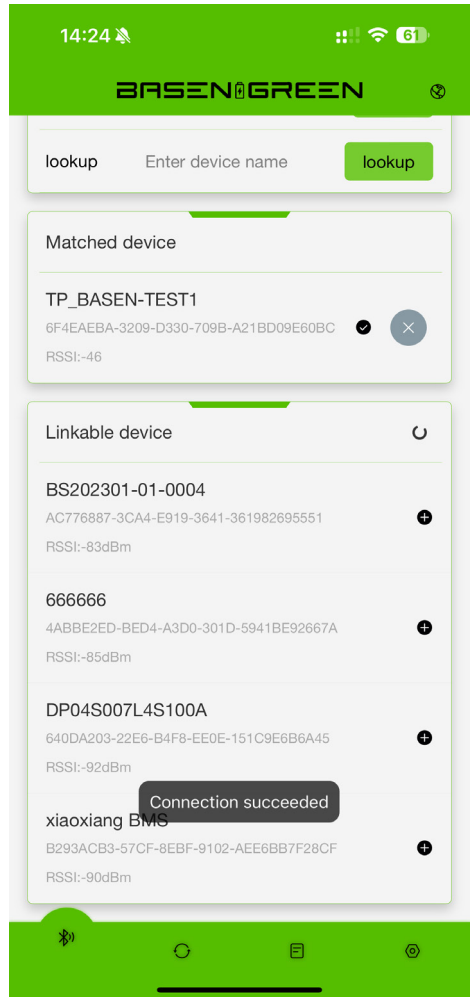 14:24
61
BASENGREEN
lookup Enter device name lookup
Matched device
TP_BASEN-TEST1
6F4EAEBA-3209-D330-709B-A21BD09E60BC
RSSI:-46
Linkable device
BS202301-01-0004
AC776887-3CA4-E919-3641-361982695551
RSSI:-83dBm
666666
4ABBE2ED-BED4-A3D0-301D-5941BE92667A
RSSI:-85dBm
DP04S007L4S100A
640DA203-22E6-B4F8-EE0E-151C9E6B6A45
RSSI:-92dBm
Connection succeeded
xiaoxiang BMS
B293ACB3-57CF-8EBF-9102-AEE6BB7F28CF
RSSI:-90dBm